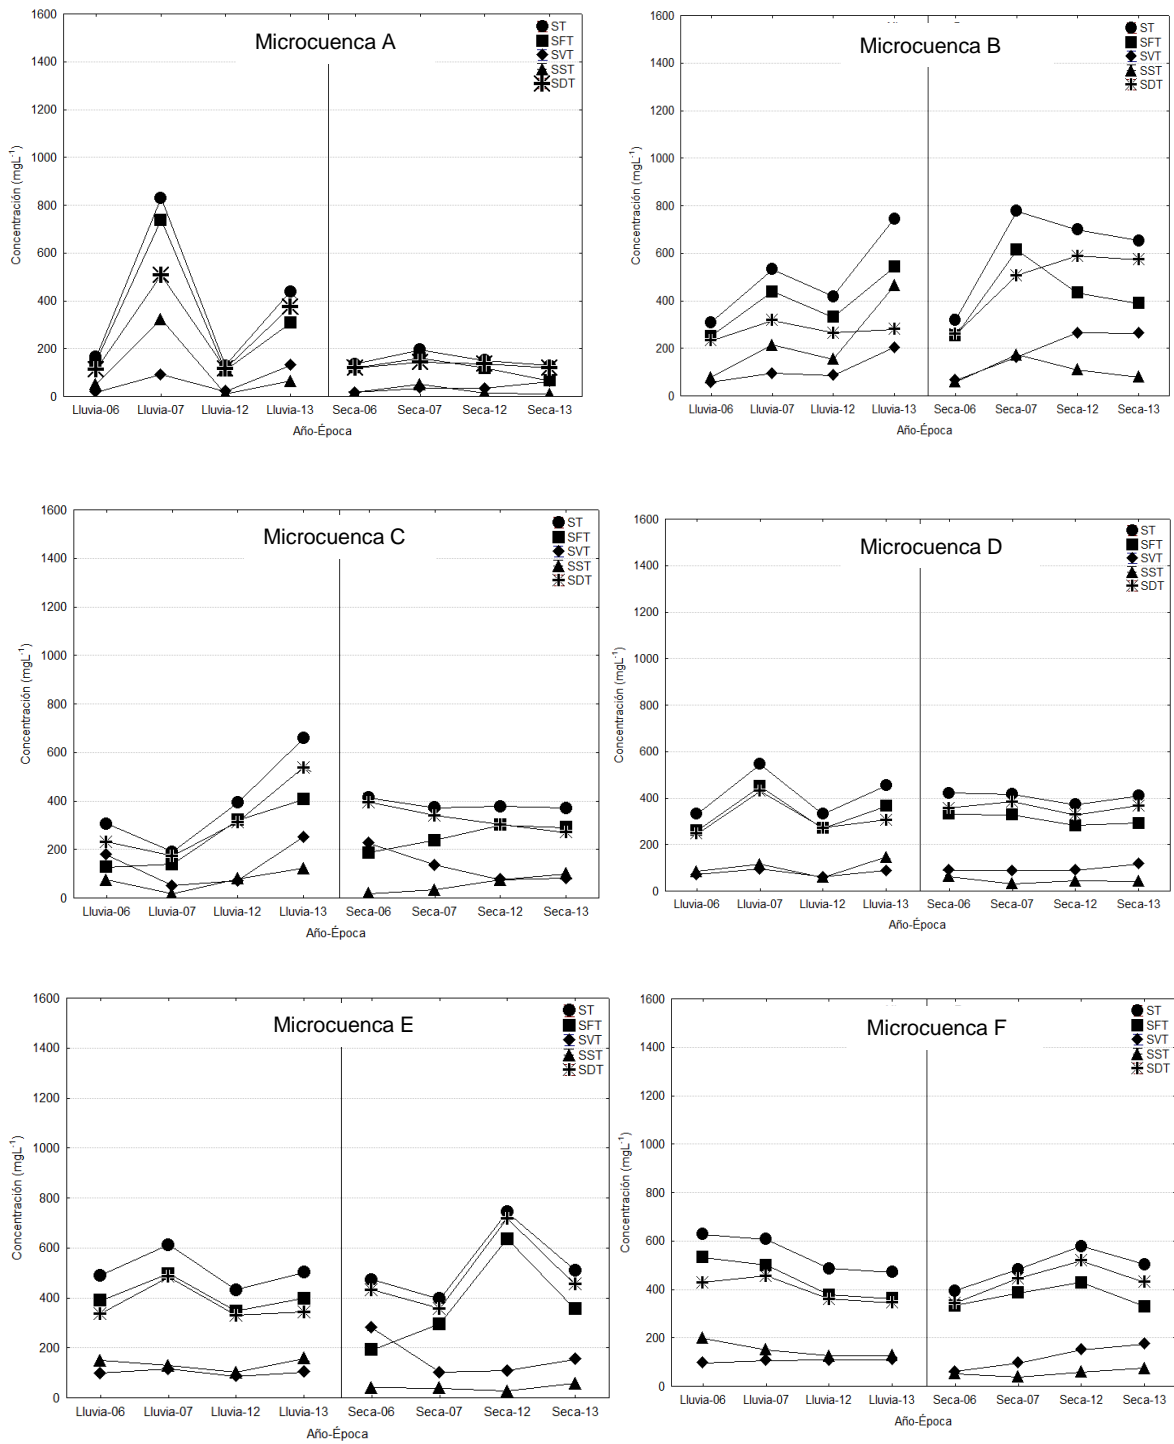 Microcuenca A
ST
SFT
SVT
SST
SDT
1600
1400
1200
1000
800
600
400
200
0
Concentración (mgL-1)
Lluvia-06 Lluvia-07 Lluvia-12 Lluvia-13 Seca-06 Seca-07 Seca-12 Seca-13
Año-Época
Microcuenca B
ST
SFT
SVT
SST
SDT
1600
1400
1200
1000
800
600
400
200
0
Concentración (mgL-1)
Lluvia-06 Lluvia-07 Lluvia-12 Lluvia-13 Seca-06 Seca-07 Seca-12 Seca-13
Año-Época
Microcuenca C
ST
SFT
SVT
SST
SDT
1600
1400
1200
1000
800
600
400
200
0
Concentración (mgL-1)
Lluvia-06 Lluvia-07 Lluvia-12 Lluvia-13 Seca-06 Seca-07 Seca-12 Seca-13
Año-Época
Microcuenca D
ST
SFT
SVT
SST
SDT
1600
1400
1200
1000
800
600
400
200
0
Concentración (mgL-1)
Lluvia-06 Lluvia-07 Lluvia-12 Lluvia-13 Seca-06 Seca-07 Seca-12 Seca-13
Año-Época
Microcuenca E
ST
SFT
SVT
SST
SDT
1600
1400
1200
1000
800
600
400
200
0
Concentración (mgL-1)
Lluvia-06 Lluvia-07 Lluvia-12 Lluvia-13 Seca-06 Seca-07 Seca-12 Seca-13
Año-Época
Microcuenca F
ST
SFT
SVT
SST
SDT
1600
1400
1200
1000
800
600
400
200
0
Concentración (mgL-1)
Lluvia-06 Lluvia-07 Lluvia-12 Lluvia-13 Seca-06 Seca-07 Seca-12 Seca-13
Año-Época